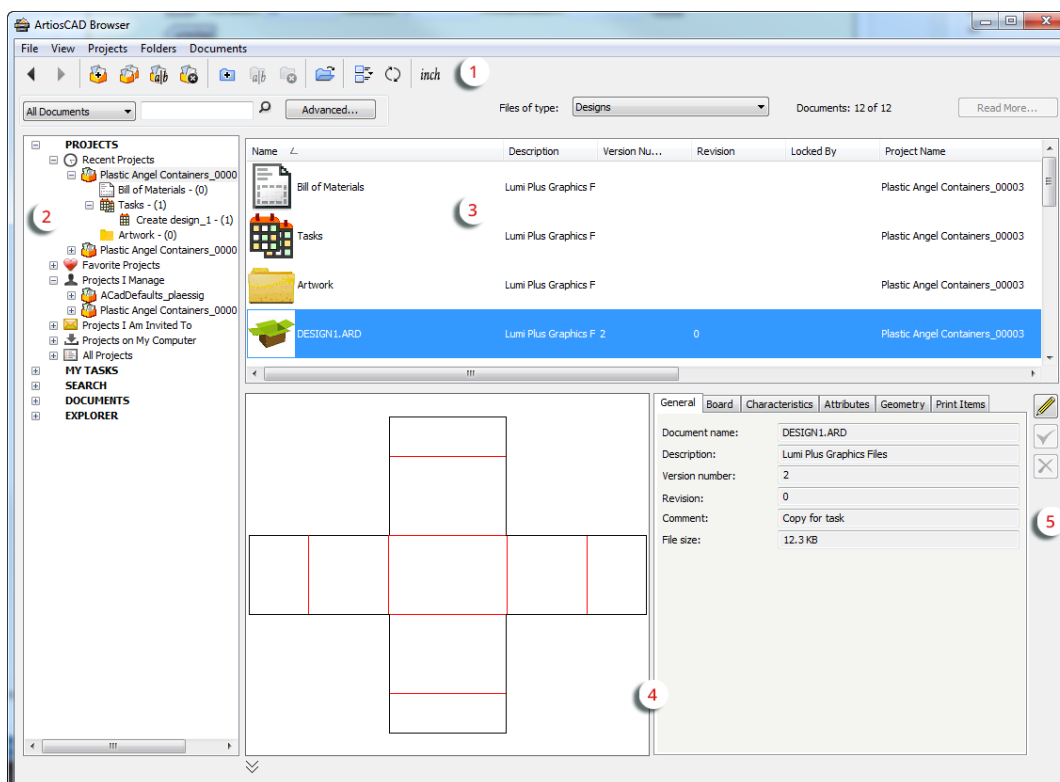 ArtiosCAD Browser
File View Projects Folders Documents
a|b a|b inch 1
All Documents Advanced... Files of type: Designs Documents: 12 of 12 Read More...
PROJECTS
Recent Projects
Plastic Angel Containers_0000
Bill of Materials - (0)
Tasks - (1)
Create design_1 - (1)
Artwork - (0)
Plastic Angel Containers_0000
Favorite Projects
Projects I Manage
ACadDefaults_plaessig
Plastic Angel Containers_0000
Projects I Am Invited To
Projects on My Computer
All Projects
MY TASKS
SEARCH
DOCUMENTS
EXPLORER
2
Name Description Version Nu... Revision Locked By Project Name
Bill of Materials Lumi Plus Graphics F Plastic Angel Containers_00003
3
Tasks Lumi Plus Graphics F Plastic Angel Containers_00003
Artwork Lumi Plus Graphics F Plastic Angel Containers_00003
DESIGN1.ARD Lumi Plus Graphics F 2 0 Plastic Angel Containers_00003
General Board Characteristics Attributes Geometry Print Items
Document name: DESIGN1.ARD
Description: Lumi Plus Graphics Files
Version number: 2
Revision: 0
Comment: Copy for task
File size: 12.3 KB
5
4